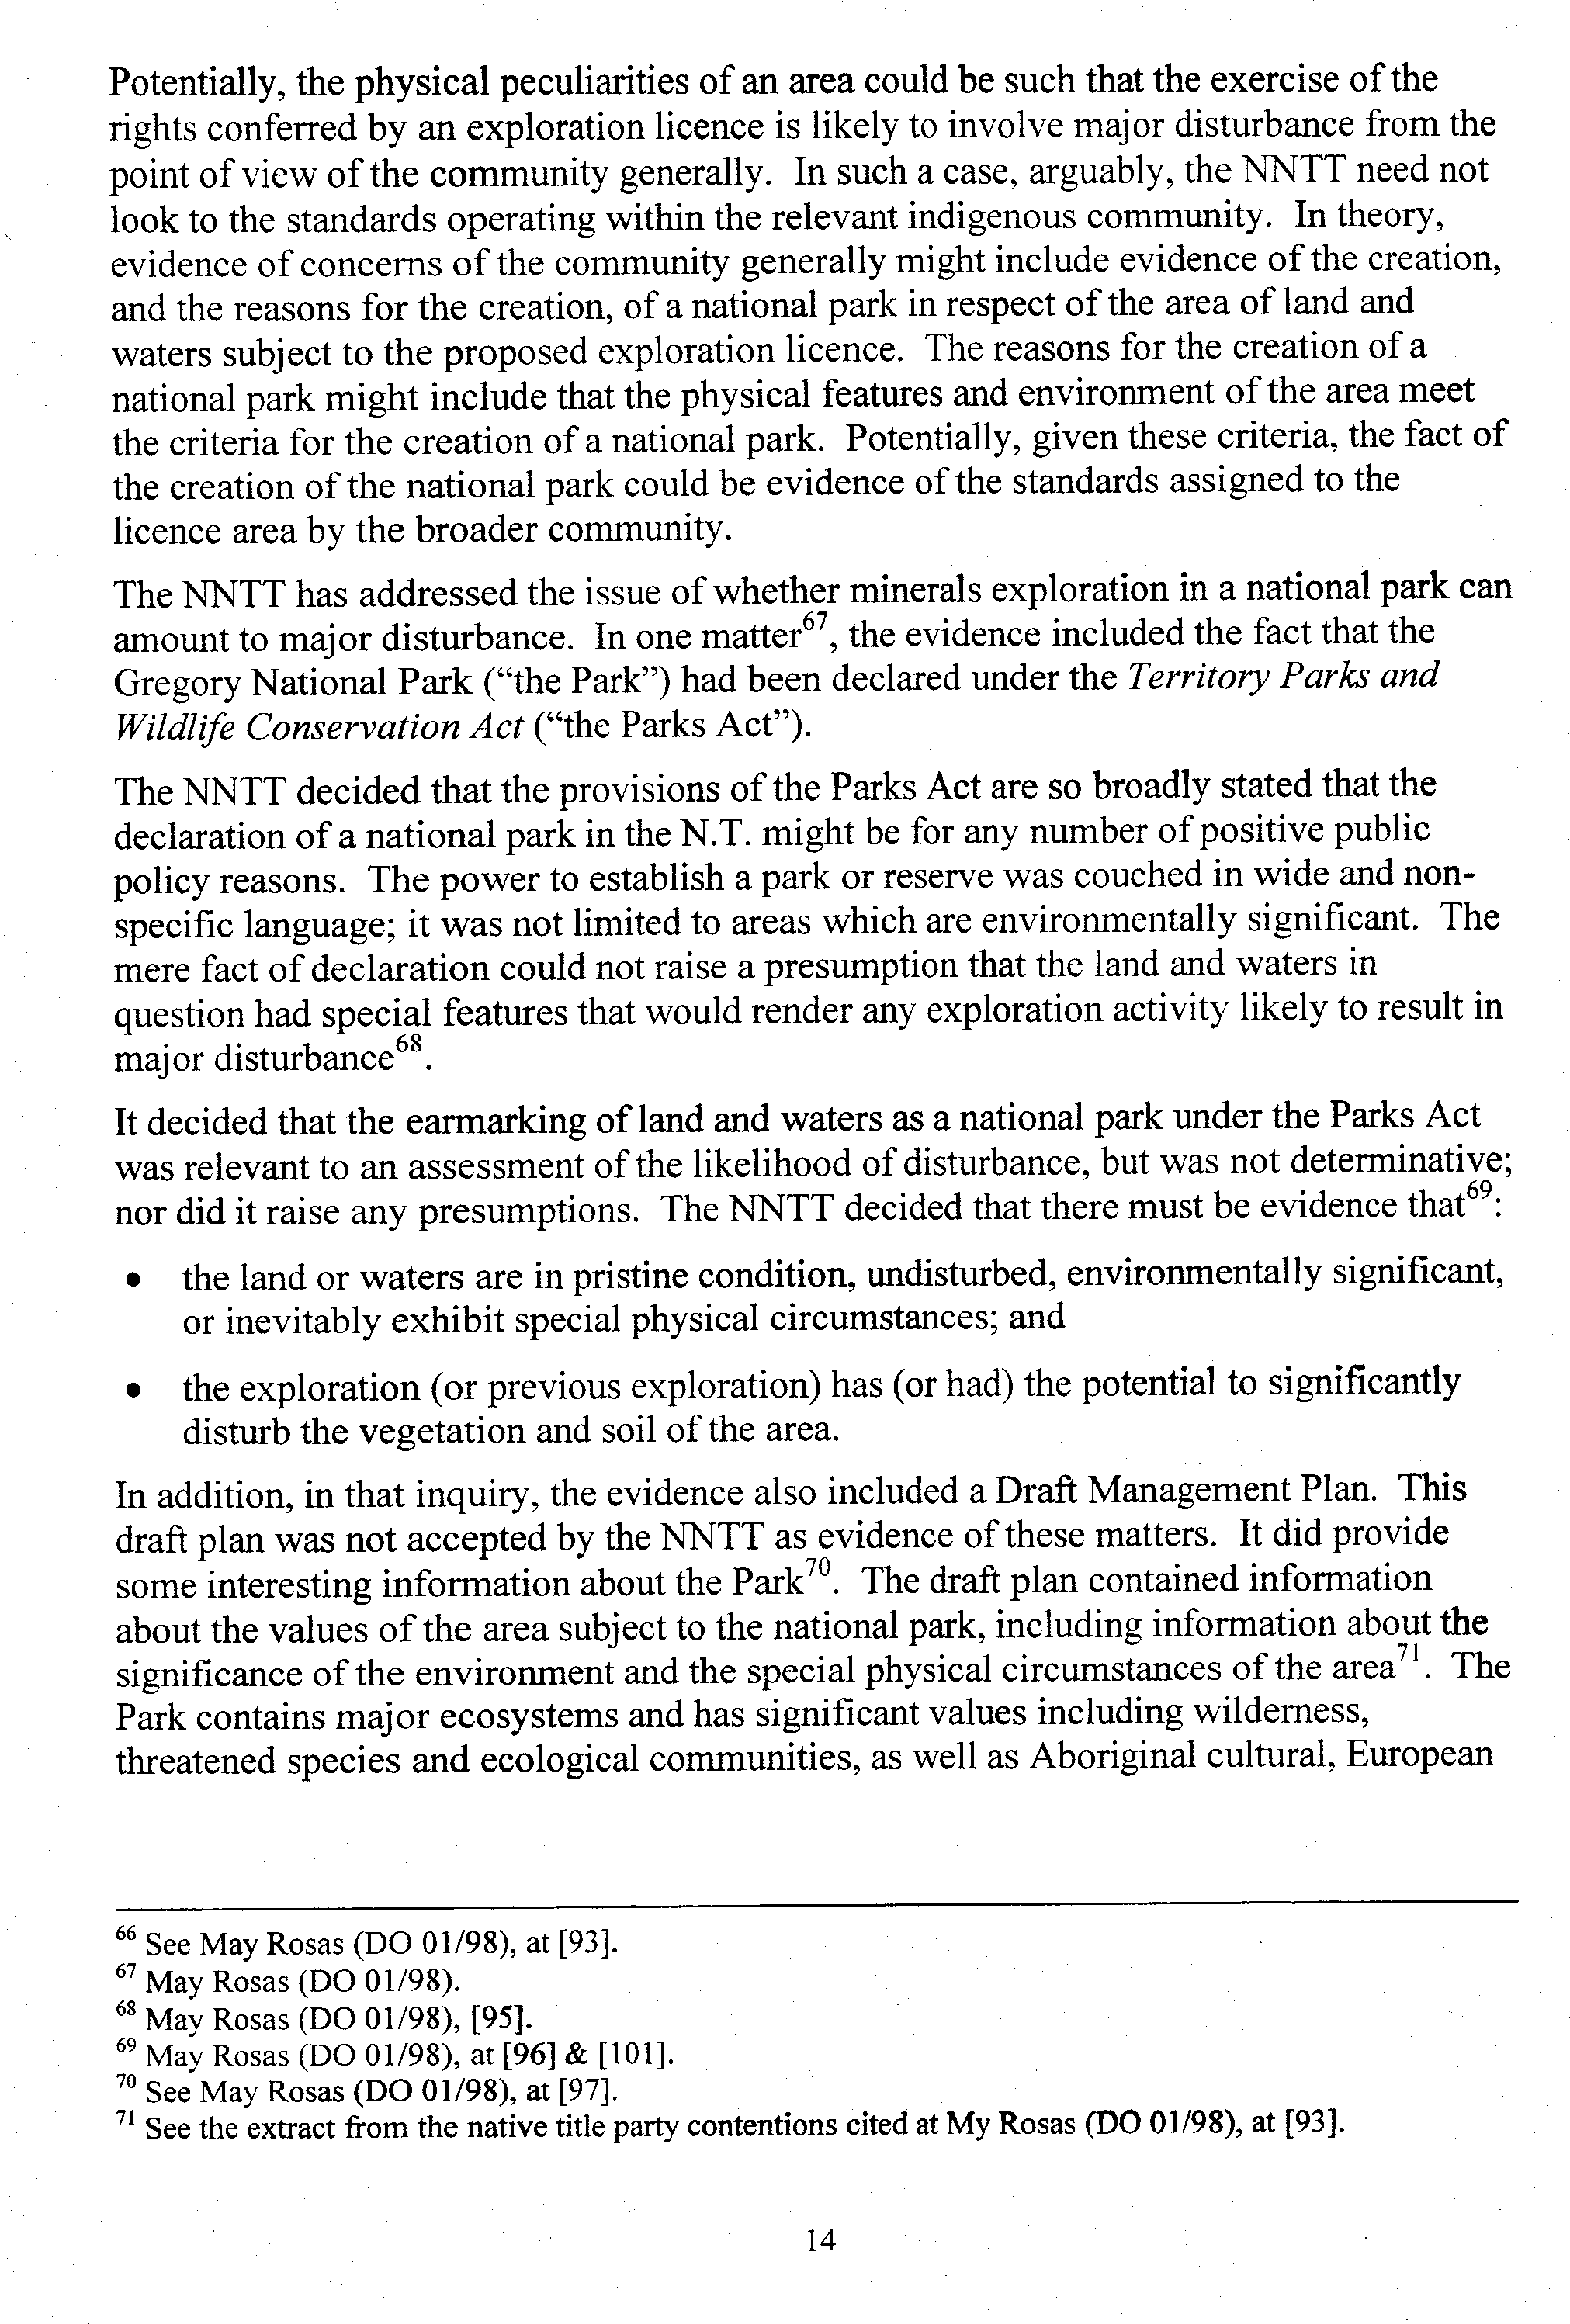 Potentially, the physical peculiarities of an area could be such that the exercise of the
rights conferred by an exploration licence is likely to involve major disturbance from the
point of view of the community generally.  In such a case, arguably, the NNTT need not
look to the standards operating within the relevant indigenous community.  In theory,
evidence of concerns of the community generally might include evidence of the creation,
and the reasons for the creation, of a national park in respect of the area of land and
waters subject to the proposed exploration licence.  The reasons for the creation of a
national park might include that the physical features and environment of the area meet
the criteria for the creation of a national park.  Potentially, given these criteria, the fact of
the creation of the national park could be evidence of the standards assigned to the
licence area by the broader community.
The NNTT has addressed the issue of whether minerals exploration in a national park can
amount to major disturbance.  In one matter67, the evidence included the fact that the
Gregory National Park ("the Park") had been declared under the Territory Parks and
Wildlife Conservation Act ("the Parks Act").
The NNTT decided that the provisions of the Parks Act are so broadly stated that the
declaration of a national park in the N.T. might be for any number of positive public
policy reasons.  The power to establish a park or reserve was couched in wide and non-
specific language; it was not limited to areas which are environmentally significant.  The
mere fact of declaration could not raise a presumption that the land and waters in
question had special features that would render any exploration activity likely to result in
major disturbance68.
It decided that the earmarking of land and waters as a national park under the Parks Act
was relevant to an assessment of the likelihood of disturbance, but was not determinative;
nor did it raise any presumptions.  The NNTT decided that there must be evidence that69:
• the land or waters are in pristine condition, undisturbed, environmentally significant,
or inevitably exhibit special physical circumstances; and
• the exploration (or previous exploration) has (or had) the potential to significantly
disturb the vegetation and soil of the area.
In addition, in that inquiry, the evidence also included a Draft Management Plan.  This
draft plan was not accepted by the NNTT as evidence of these matters.  It did provide
some interesting information about the Park70.  The draft plan contained information
about the values of the area subject to the national park, including information about the
significance of the environment and the special physical circumstances of the area71.  The
Park contains major ecosystems and has significant values including wilderness,
threatened species and ecological communities, as well as Aboriginal cultural, European
66 See May Rosas (DO 01/98), at [93].
67 May Rosas (DO 01/98).
68 May Rosas (DO 01/98), [95].
69 May Rosas (DO 01/98), at [96] & [101].
70 See May Rosas (DO 01/98), at [97].
71 See the extract from the native title party contentions cited at My Rosas (DO 01/98), at [93].
14